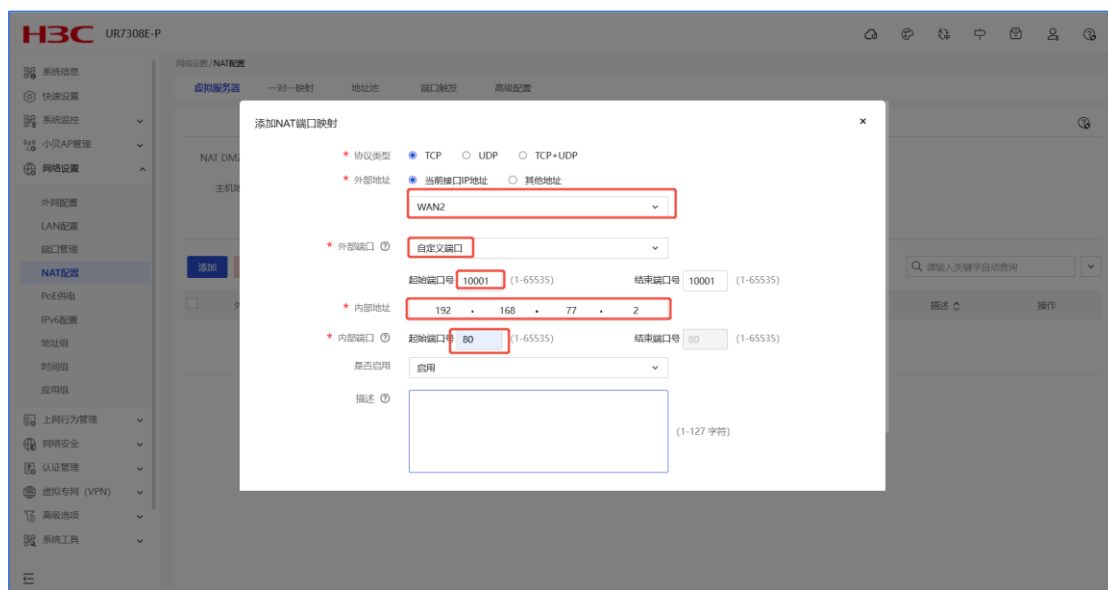 H3C UR7308E-P
系统信息
快速设置
系统监控
小贝AP管理
网络设置
外网配置
LAN配置
端口管理
NAT配置
PoE供电
IPv6配置
地址组
时间组
应用组
上网行为管理
网络安全
认证管理
虚拟专网 (VPN)
高级选项
系统工具
网络设置/NAT配置
虚拟服务器 一对一映射 地址池 端口触发 高级配置
NAT DMZ
主机地
添加
请输入关键字自动查询
描述 操作
添加NAT端口映射 ×
* 协议类型 TCP UDP TCP+UDP
* 外部地址 当前接口IP地址 其他地址
WAN2
* 外部端口 自定义端口
起始端口号 10001 (1-65535) 结束端口号 10001 (1-65535)
* 内部地址 192 . 168 . 77 . 2
* 内部端口 起始端口号 80 (1-65535) 结束端口号 80 (1-65535)
是否启用 启用
描述
(1-127 字符)